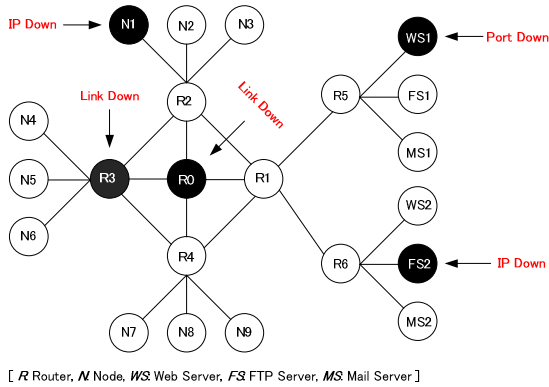 IP Down
N1
N2
N3
WS1
Port Down
Link Down
Link Down
R2
R5
FS1
N4
MS1
N5
R3
R0
R1
N6
WS2
R4
R6
FS2
IP Down
N7
N8
N9
MS2
[ R: Router, N: Node, WS: Web Server, FS: FTP Server, MS: Mail Server ]